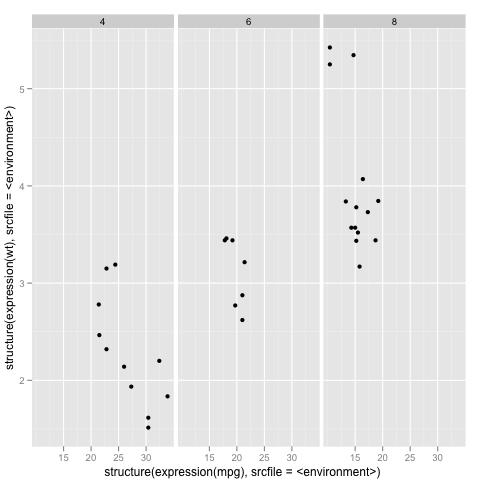 4 6 8
5
4
3
2
structure(expression(wt), srcfile = <environment>)
15 20 25 30 15 20 25 30 15 20 25 30
structure(expression(mpg), srcfile = <environment>)